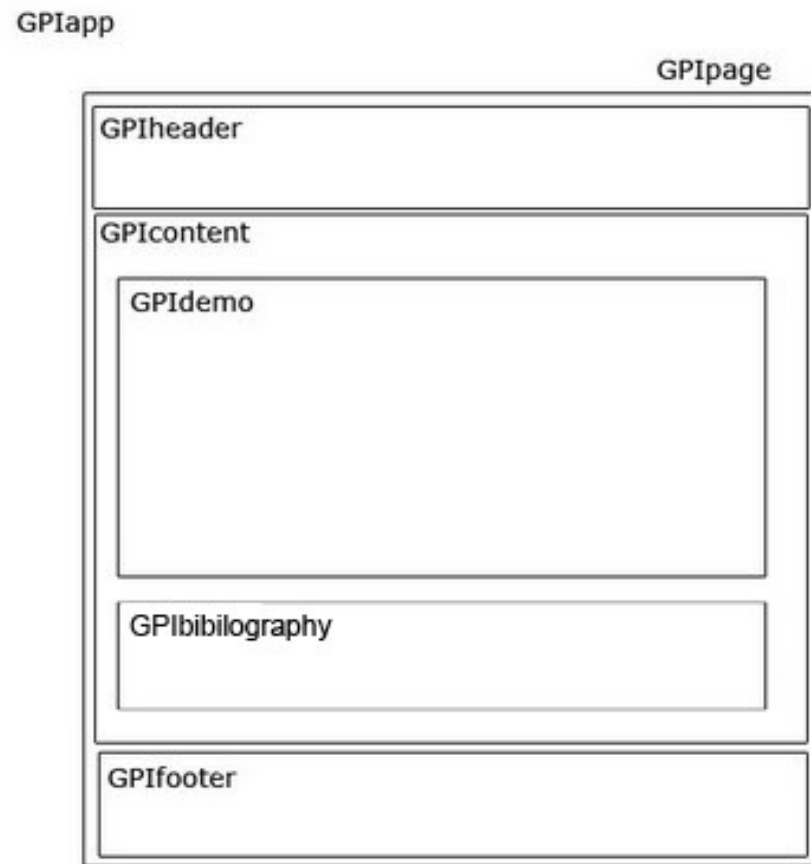 GPIapp
GPIpage
GPIheader
GPIcontent
GPIdemo
GPIbibilography
GPIfooter